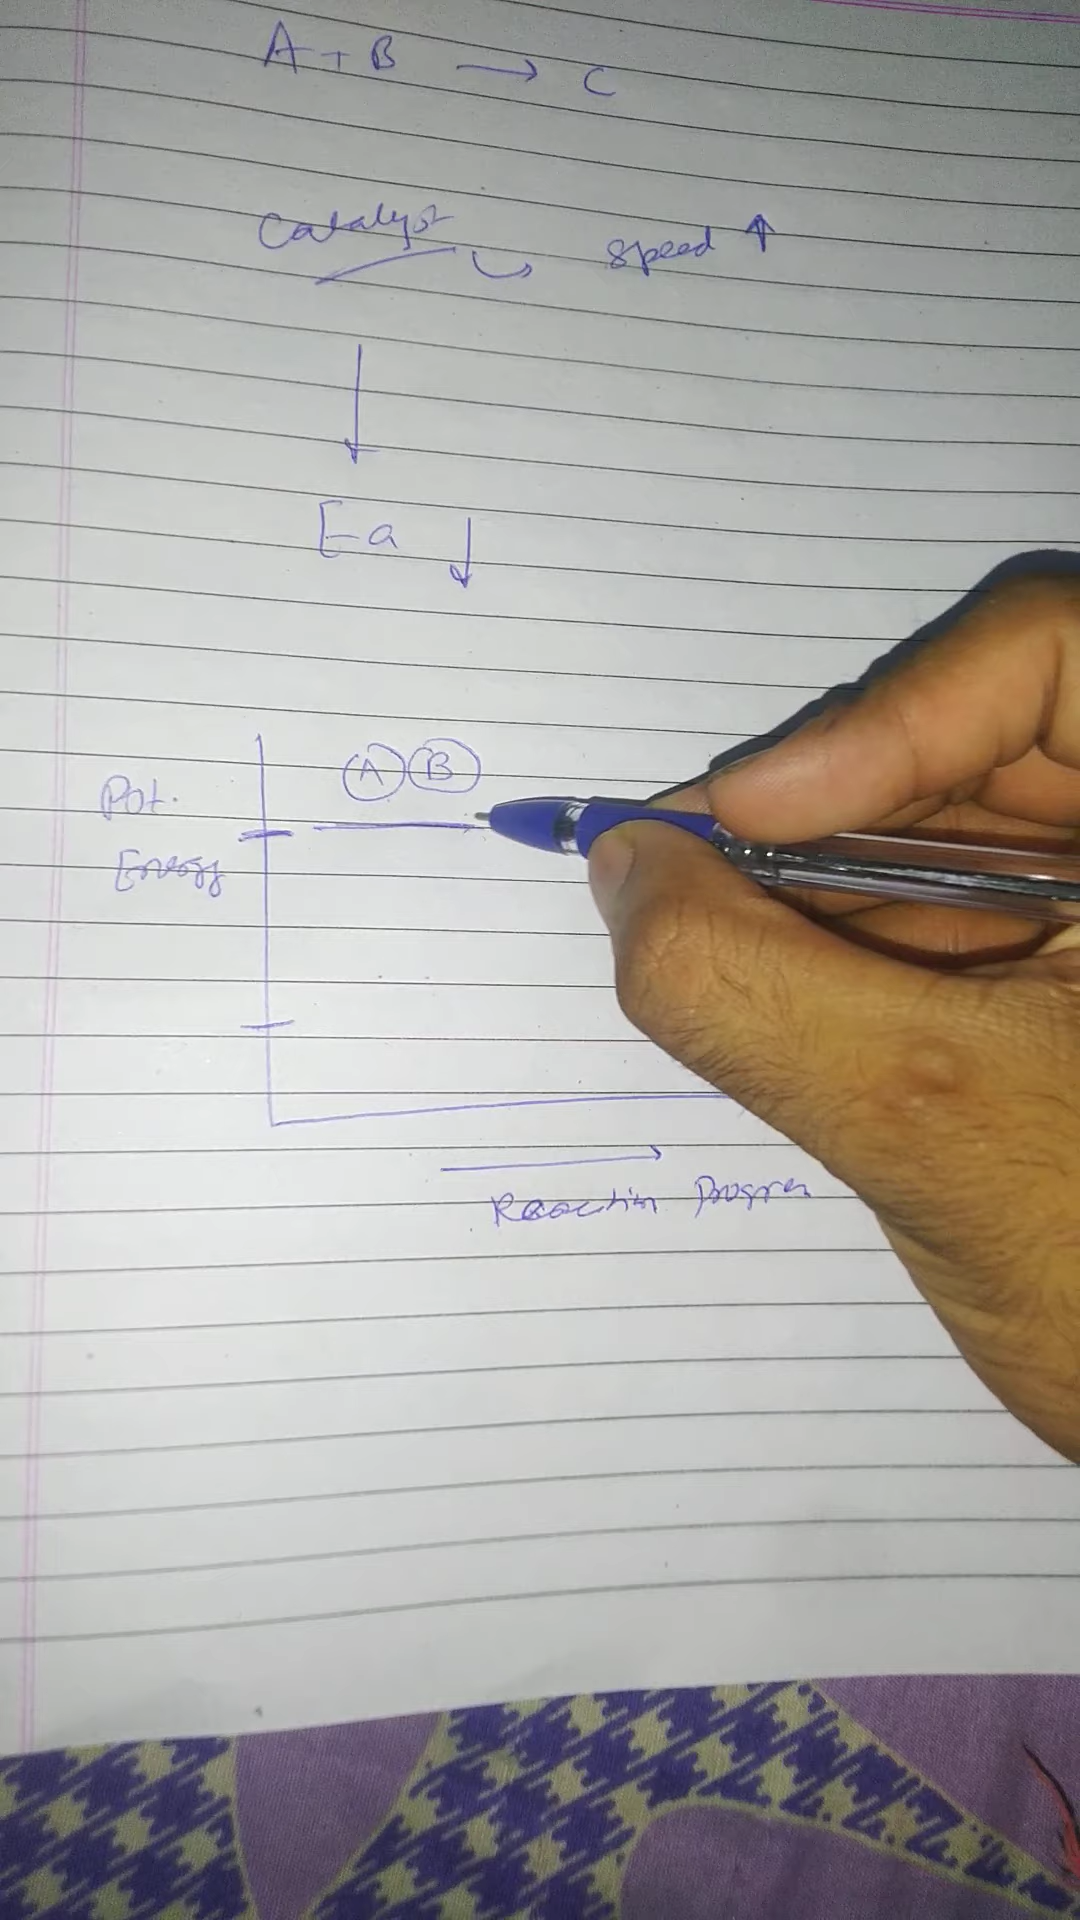 A + B → C
Catalyst speed ↑
↓
Ea ↓
A B
Pot.
Energy
→
Reaction Progress